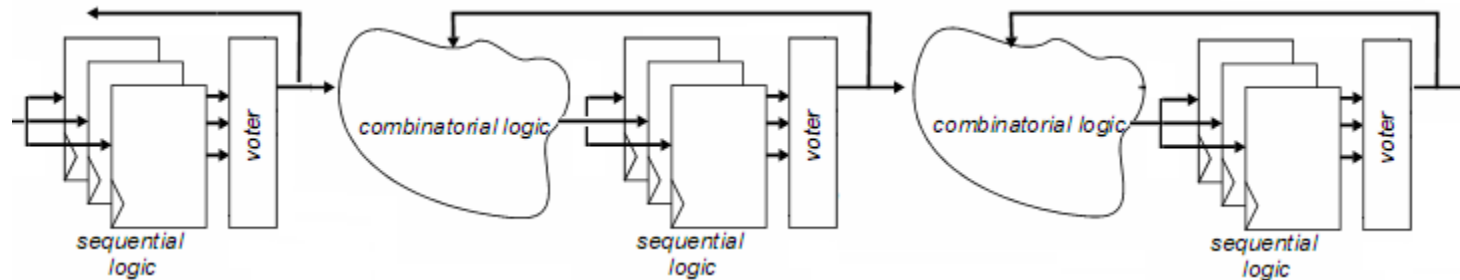 voter
combinatorial logic
voter
combinatorial logic
voter
sequential
logic
sequential
logic
sequential
logic